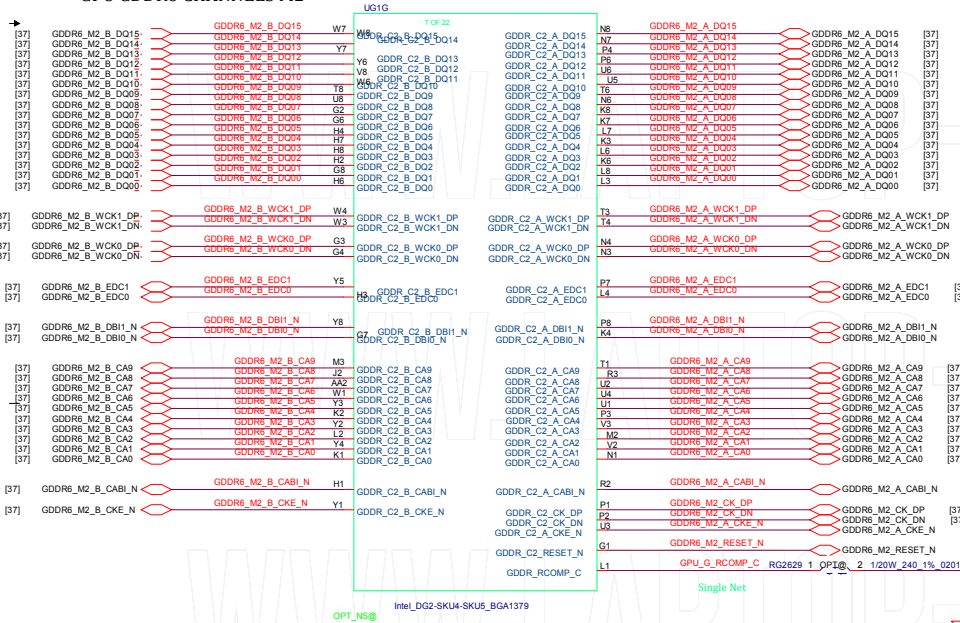 UG1G
7 OF 22
[37] GDDR6_M2_B_DQ15 GDDR6_M2_B_DQ15 W7 W8 GDDR_C2_B_DQ15 GDDR_C2_A_DQ15 N8 GDDR6_M2_A_DQ15 GDDR6_M2_A_DQ15 [37]
[37] GDDR6_M2_B_DQ14 GDDR6_M2_B_DQ14 GDDR_C2_B_DQ14 GDDR_C2_A_DQ14 N7 GDDR6_M2_A_DQ14 GDDR6_M2_A_DQ14 [37]
[37] GDDR6_M2_B_DQ13 GDDR6_M2_B_DQ13 Y7 GDDR_C2_B_DQ13 GDDR_C2_A_DQ13 P4 GDDR6_M2_A_DQ13 GDDR6_M2_A_DQ13 [37]
[37] GDDR6_M2_B_DQ12 GDDR6_M2_B_DQ12 Y6 GDDR_C2_B_DQ12 GDDR_C2_A_DQ12 P6 GDDR6_M2_A_DQ12 GDDR6_M2_A_DQ12 [37]
[37] GDDR6_M2_B_DQ11 GDDR6_M2_B_DQ11 V8 GDDR_C2_B_DQ11 GDDR_C2_A_DQ11 U6 GDDR6_M2_A_DQ11 GDDR6_M2_A_DQ11 [37]
[37] GDDR6_M2_B_DQ10 GDDR6_M2_B_DQ10 W6 GDDR_C2_B_DQ10 GDDR_C2_A_DQ10 U5 GDDR6_M2_A_DQ10 GDDR6_M2_A_DQ10 [37]
[37] GDDR6_M2_B_DQ09 GDDR6_M2_B_DQ09 T8 GDDR_C2_B_DQ9 GDDR_C2_A_DQ9 T6 GDDR6_M2_A_DQ09 GDDR6_M2_A_DQ09 [37]
[37] GDDR6_M2_B_DQ08 GDDR6_M2_B_DQ08 U8 GDDR_C2_B_DQ8 GDDR_C2_A_DQ8 N6 GDDR6_M2_A_DQ08 GDDR6_M2_A_DQ08 [37]
[37] GDDR6_M2_B_DQ07 GDDR6_M2_B_DQ07 G2 GDDR_C2_B_DQ7 GDDR_C2_A_DQ7 K8 GDDR6_M2_A_DQ07 GDDR6_M2_A_DQ07 [37]
[37] GDDR6_M2_B_DQ06 GDDR6_M2_B_DQ06 G6 GDDR_C2_B_DQ6 GDDR_C2_A_DQ6 K7 GDDR6_M2_A_DQ06 GDDR6_M2_A_DQ06 [37]
[37] GDDR6_M2_B_DQ05 GDDR6_M2_B_DQ05 H4 GDDR_C2_B_DQ5 GDDR_C2_A_DQ5 L7 GDDR6_M2_A_DQ05 GDDR6_M2_A_DQ05 [37]
[37] GDDR6_M2_B_DQ04 GDDR6_M2_B_DQ04 H7 GDDR_C2_B_DQ4 GDDR_C2_A_DQ4 K3 GDDR6_M2_A_DQ04 GDDR6_M2_A_DQ04 [37]
[37] GDDR6_M2_B_DQ03 GDDR6_M2_B_DQ03 H8 GDDR_C2_B_DQ3 GDDR_C2_A_DQ3 L6 GDDR6_M2_A_DQ03 GDDR6_M2_A_DQ03 [37]
[37] GDDR6_M2_B_DQ02 GDDR6_M2_B_DQ02 H2 GDDR_C2_B_DQ2 GDDR_C2_A_DQ2 K6 GDDR6_M2_A_DQ02 GDDR6_M2_A_DQ02 [37]
[37] GDDR6_M2_B_DQ01 GDDR6_M2_B_DQ01 G8 GDDR_C2_B_DQ1 GDDR_C2_A_DQ1 L8 GDDR6_M2_A_DQ01 GDDR6_M2_A_DQ01 [37]
[37] GDDR6_M2_B_DQ00 GDDR6_M2_B_DQ00 H6 GDDR_C2_B_DQ0 GDDR_C2_A_DQ0 L3 GDDR6_M2_A_DQ00 GDDR6_M2_A_DQ00 [37]
37] GDDR6_M2_B_WCK1_DP GDDR6_M2_B_WCK1_DP W4 GDDR_C2_B_WCK1_DP GDDR_C2_A_WCK1_DP T3 GDDR6_M2_A_WCK1_DP GDDR6_M2_A_WCK1_DP
37] GDDR6_M2_B_WCK1_DN GDDR6_M2_B_WCK1_DN W3 GDDR_C2_B_WCK1_DN GDDR_C2_A_WCK1_DN T4 GDDR6_M2_A_WCK1_DN GDDR6_M2_A_WCK1_DN
37] GDDR6_M2_B_WCK0_DP GDDR6_M2_B_WCK0_DP G3 GDDR_C2_B_WCK0_DP GDDR_C2_A_WCK0_DP N4 GDDR6_M2_A_WCK0_DP GDDR6_M2_A_WCK0_DP
37] GDDR6_M2_B_WCK0_DN GDDR6_M2_B_WCK0_DN G4 GDDR_C2_B_WCK0_DN GDDR_C2_A_WCK0_DN N3 GDDR6_M2_A_WCK0_DN GDDR6_M2_A_WCK0_DN
[37] GDDR6_M2_B_EDC1 GDDR6_M2_B_EDC1 Y5 GDDR_C2_B_EDC1 GDDR_C2_A_EDC1 P7 GDDR6_M2_A_EDC1 GDDR6_M2_A_EDC1
[37] GDDR6_M2_B_EDC0 GDDR6_M2_B_EDC0 H3 GDDR_C2_B_EDC0 GDDR_C2_A_EDC0 L4 GDDR6_M2_A_EDC0 GDDR6_M2_A_EDC0
[37] GDDR6_M2_B_DBI1_N GDDR6_M2_B_DBI1_N Y8 GDDR_C2_B_DBI1_N GDDR_C2_A_DBI1_N P8 GDDR6_M2_A_DBI1_N GDDR6_M2_A_DBI1_N
[37] GDDR6_M2_B_DBI0_N GDDR6_M2_B_DBI0_N G7 GDDR_C2_B_DBI0_N GDDR_C2_A_DBI0_N K4 GDDR6_M2_A_DBI0_N GDDR6_M2_A_DBI0_N
[37] GDDR6_M2_B_CA9 GDDR6_M2_B_CA9 M3 GDDR_C2_B_CA9 GDDR_C2_A_CA9 T1 GDDR6_M2_A_CA9 GDDR6_M2_A_CA9 [37
[37] GDDR6_M2_B_CA8 GDDR6_M2_B_CA8 J2 GDDR_C2_B_CA8 GDDR_C2_A_CA8 R3 GDDR6_M2_A_CA8 GDDR6_M2_A_CA8 [37
[37] GDDR6_M2_B_CA7 GDDR6_M2_B_CA7 AA2 GDDR_C2_B_CA7 GDDR_C2_A_CA7 U2 GDDR6_M2_A_CA7 GDDR6_M2_A_CA7 [37
[37] GDDR6_M2_B_CA6 GDDR6_M2_B_CA6 W1 GDDR_C2_B_CA6 GDDR_C2_A_CA6 U4 GDDR6_M2_A_CA6 GDDR6_M2_A_CA6 [37
[37] GDDR6_M2_B_CA5 GDDR6_M2_B_CA5 Y3 GDDR_C2_B_CA5 GDDR_C2_A_CA5 U1 GDDR6_M2_A_CA5 GDDR6_M2_A_CA5 [37
[37] GDDR6_M2_B_CA4 GDDR6_M2_B_CA4 K2 GDDR_C2_B_CA4 GDDR_C2_A_CA4 P3 GDDR6_M2_A_CA4 GDDR6_M2_A_CA4 [37
[37] GDDR6_M2_B_CA3 GDDR6_M2_B_CA3 Y2 GDDR_C2_B_CA3 GDDR_C2_A_CA3 V3 GDDR6_M2_A_CA3 GDDR6_M2_A_CA3 [37
[37] GDDR6_M2_B_CA2 GDDR6_M2_B_CA2 L2 GDDR_C2_B_CA2 GDDR_C2_A_CA2 M2 GDDR6_M2_A_CA2 GDDR6_M2_A_CA2 [37
[37] GDDR6_M2_B_CA1 GDDR6_M2_B_CA1 Y4 GDDR_C2_B_CA1 GDDR_C2_A_CA1 V2 GDDR6_M2_A_CA1 GDDR6_M2_A_CA1 [37
[37] GDDR6_M2_B_CA0 GDDR6_M2_B_CA0 K1 GDDR_C2_B_CA0 GDDR_C2_A_CA0 N1 GDDR6_M2_A_CA0 GDDR6_M2_A_CA0 [37
[37] GDDR6_M2_B_CABI_N GDDR6_M2_B_CABI_N H1 GDDR_C2_B_CABI_N GDDR_C2_A_CABI_N R2 GDDR6_M2_A_CABI_N GDDR6_M2_A_CABI_N
[37] GDDR6_M2_B_CKE_N GDDR6_M2_B_CKE_N Y1 GDDR_C2_B_CKE_N GDDR_C2_CK_DP P1 GDDR6_M2_CK_DP GDDR6_M2_CK_DP [37
GDDR_C2_CK_DN P2 GDDR6_M2_CK_DN GDDR6_M2_CK_DN [37
GDDR_C2_A_CKE_N U3 GDDR6_M2_A_CKE_N GDDR6_M2_A_CKE_N
GDDR_C2_RESET_N G1 GDDR6_M2_RESET_N GDDR6_M2_RESET_N
GDDR_RCOMP_C L1 GPU_G_RCOMP_C RG2629 1 OPT@ 2 1/20W_240_1%_0201
Single Net
Intel_DG2-SKU4-SKU5_BGA1379
OPT_NS@